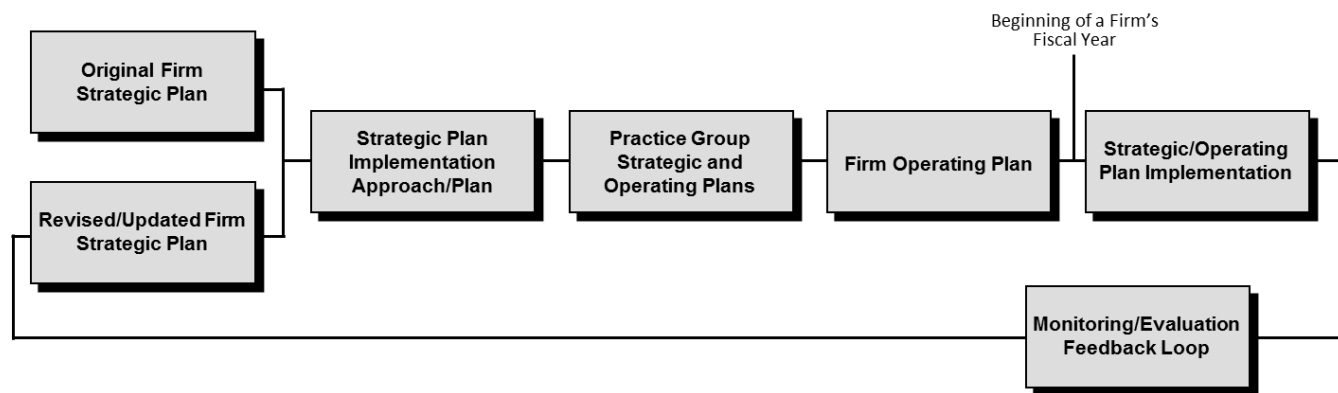 Beginning of a Firm's
Fiscal Year
Original Firm
Strategic Plan
Strategic Plan
Implementation
Approach/Plan
Practice Group
Strategic and
Operating Plans
Firm Operating Plan
Strategic/Operating
Plan Implementation
Revised/Updated Firm
Strategic Plan
Monitoring/Evaluation
Feedback Loop